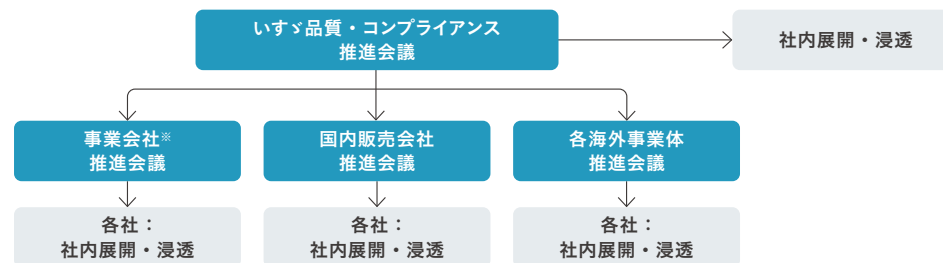 いすゞ品質・コンプライアンス
推進会議
社内展開・浸透
事業会社※
推進会議
国内販売会社
推進会議
各海外事業体
推進会議
各社：
社内展開・浸透
各社：
社内展開・浸透
各社：
社内展開・浸透